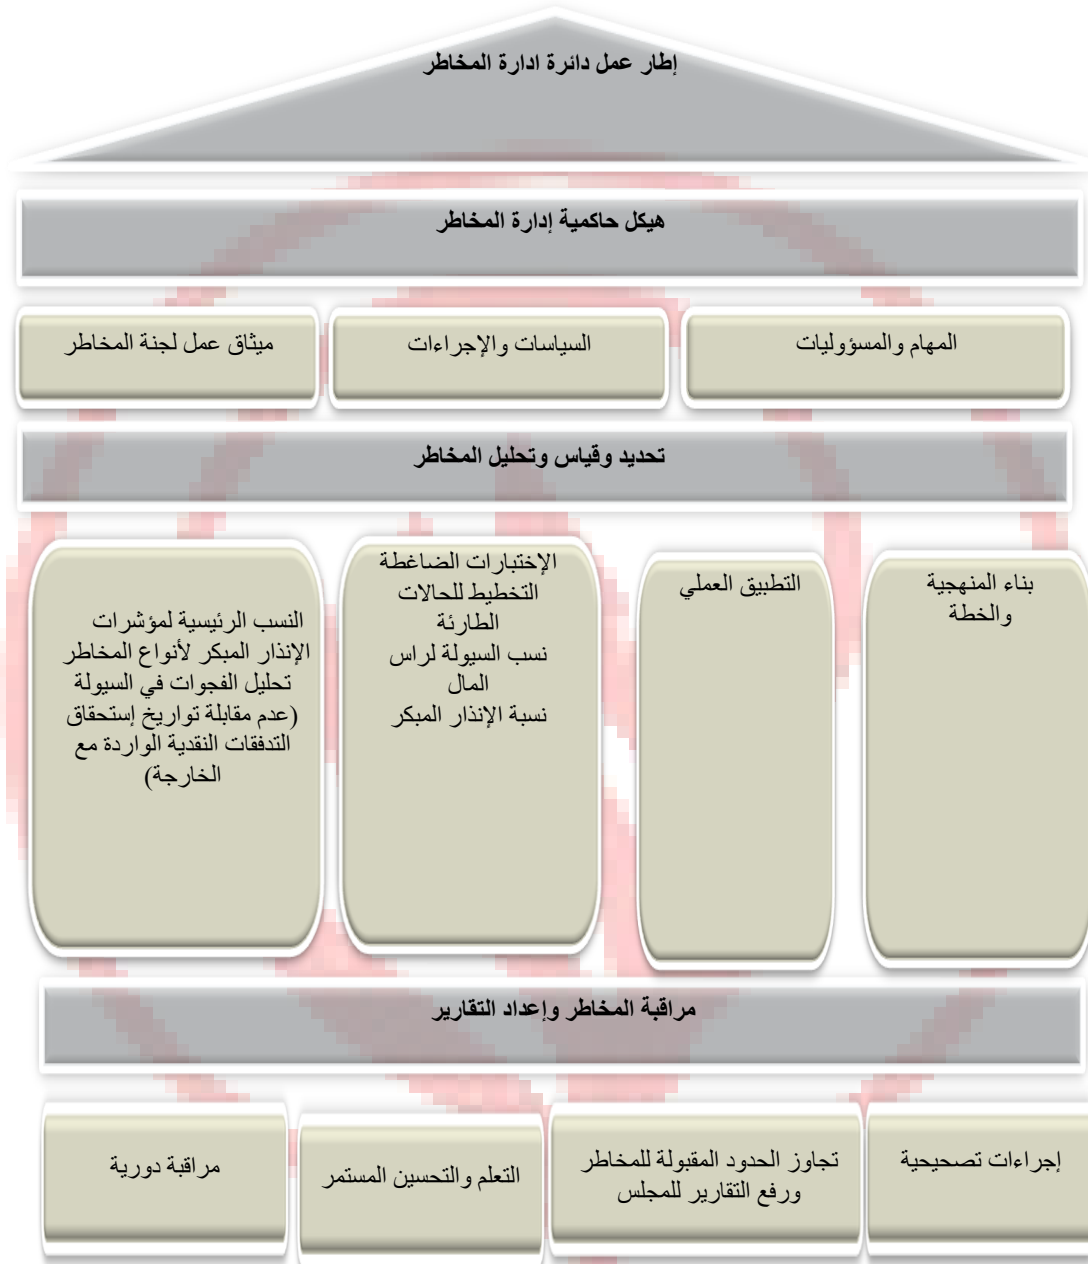 إطار عمل دائرة ادارة المخاطر
هيكل حاكمية إدارة المخاطر
المهام والمسؤوليات
السياسات والإجراءات
ميثاق عمل لجنة المخاطر
تحديد وقياس وتحليل المخاطر
بناء المنهجية
والخطة
التطبيق العملي
الإختبارات الضاغطة
التخطيط للحالات
الطارئة
نسب السيولة لراس
المال
نسبة الإنذار المبكر
النسب الرئيسية لمؤشرات
الإنذار المبكر لأنواع المخاطر
تحليل الفجوات في السيولة
(عدم مقابلة تواريخ إستحقاق
التدفقات النقدية الواردة مع
الخارجة)
مراقبة المخاطر وإعداد التقارير
إجراءات تصحيحية
تجاوز الحدود المقبولة للمخاطر
ورفع التقارير للمجلس
التعلم والتحسين المستمر
مراقبة دورية